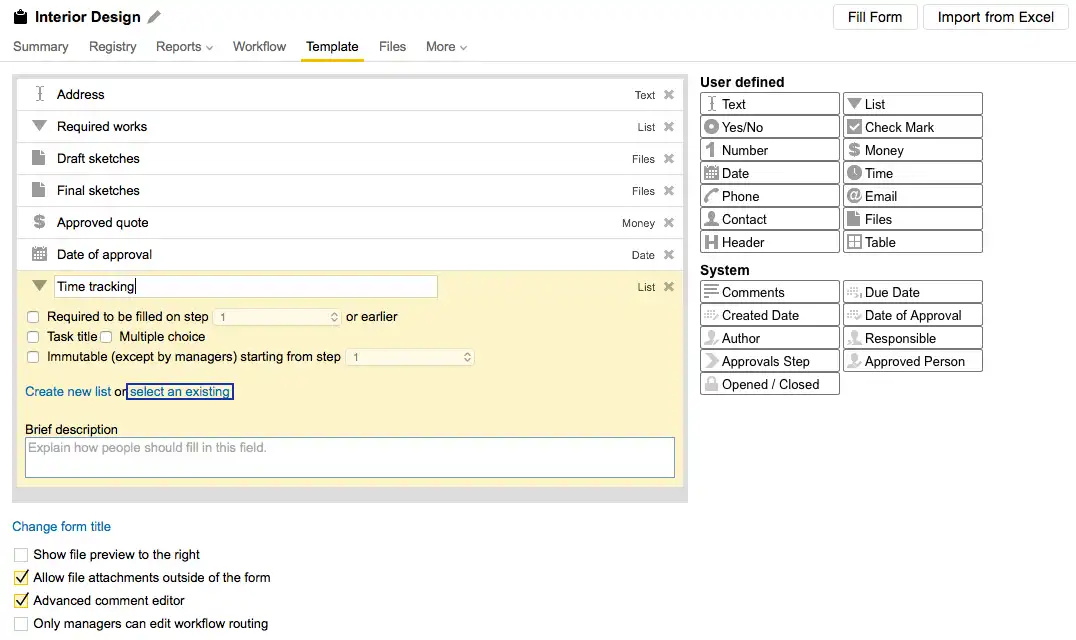 Interior Design
Fill Form
Import from Excel
Summary Registry Reports Workflow Template Files More
Address Text
Required works List
Draft sketches Files
Final sketches Files
Approved quote Money
Date of approval Date
Time tracking List
Required to be filled on step 1 or earlier
Task title Multiple choice
Immutable (except by managers) starting from step 1
Create new list or select an existing
Brief description
Explain how people should fill in this field.
User defined
Text List
Yes/No Check Mark
Number Money
Date Time
Phone Email
Contact Files
Header Table
System
Comments Due Date
Created Date Date of Approval
Author Responsible
Approvals Step Approved Person
Opened / Closed
Change form title
Show file preview to the right
Allow file attachments outside of the form
Advanced comment editor
Only managers can edit workflow routing